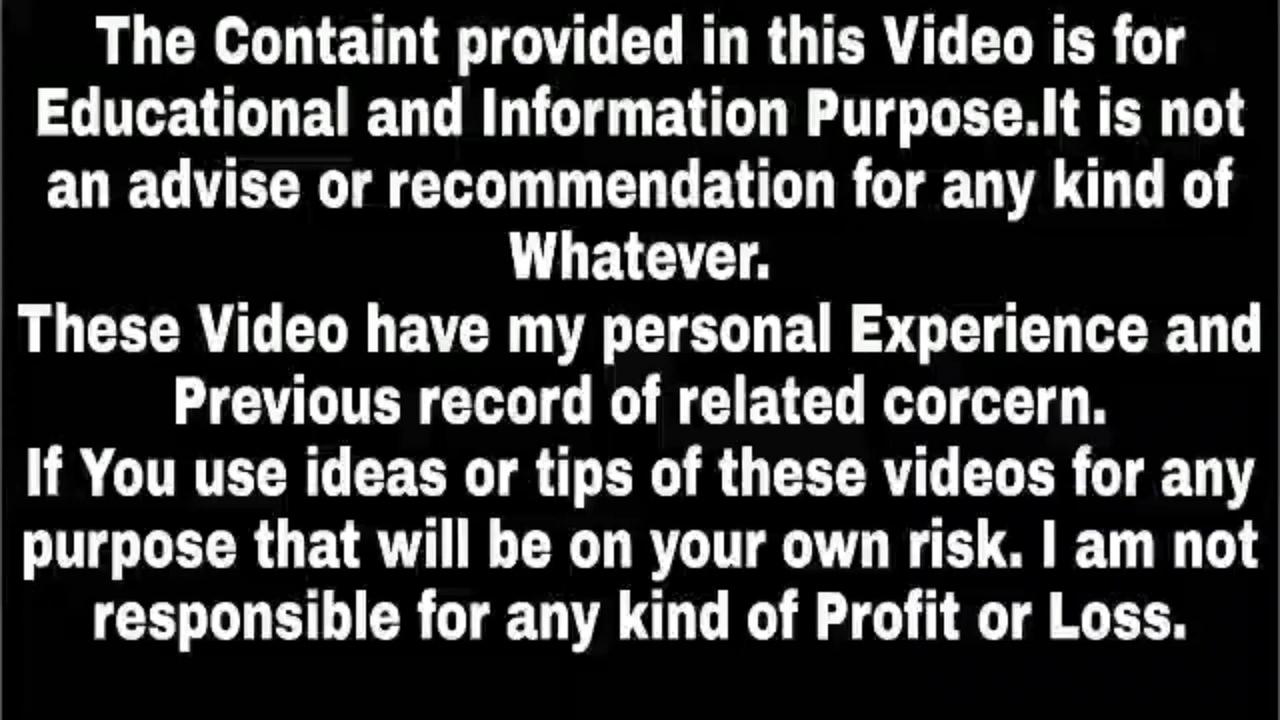 The Containt provided in this Video is for
Educational and Information Purpose.It is not
an advise or recommendation for any kind of
Whatever.
These Video have my personal Experience and
Previous record of related corcern.
If You use ideas or tips of these videos for any
purpose that will be on your own risk. I am not
responsible for any kind of Profit or Loss.